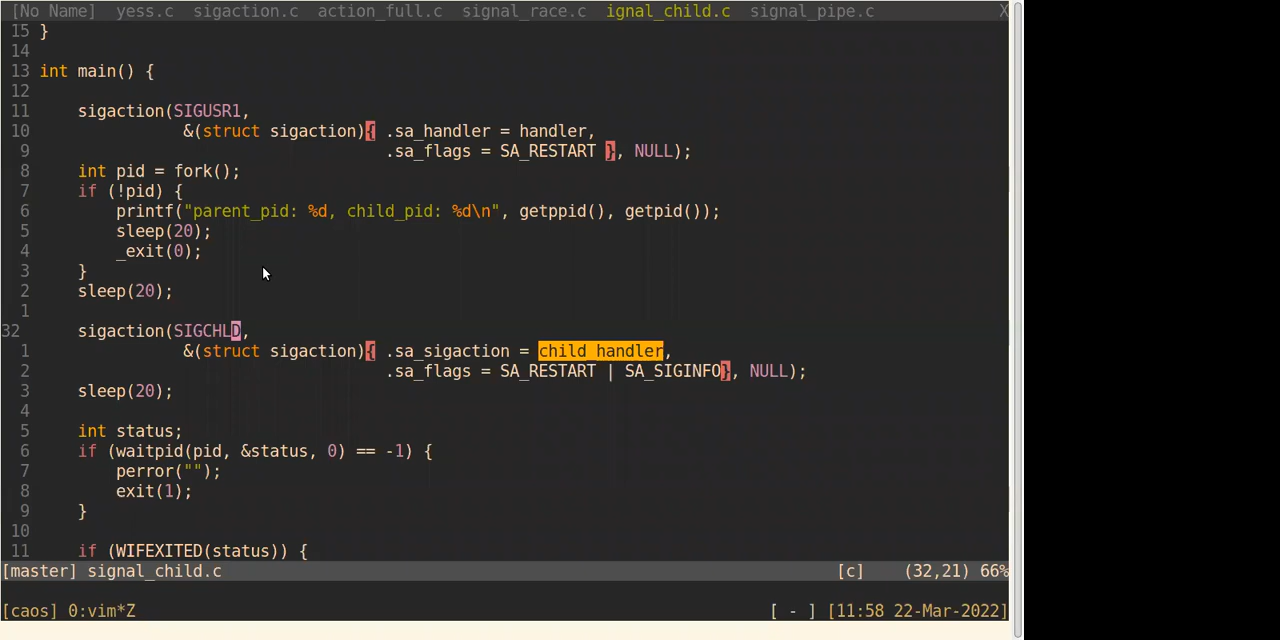 [No Name]  yess.c  sigaction.c  action_full.c  signal_race.c  ignal_child.c  signal_pipe.c  X
15 }
14
13 int main() {
12
11     sigaction(SIGUSR1,
10                &(struct sigaction){ .sa_handler = handler,
9                                      .sa_flags = SA_RESTART }, NULL);
8     int pid = fork();
7     if (!pid) {
6         printf("parent_pid: %d, child_pid: %d\n", getppid(), getpid());
5         sleep(20);
4         _exit(0);
3     }
2     sleep(20);
1
32     sigaction(SIGCHLD,
1                &(struct sigaction){ .sa_sigaction = child_handler,
2                                     .sa_flags = SA_RESTART | SA_SIGINFO}, NULL);
3     sleep(20);
4
5     int status;
6     if (waitpid(pid, &status, 0) == -1) {
7         perror("");
8         exit(1);
9     }
10
11     if (WIFEXITED(status)) {
[master] signal_child.c  [c]  (32,21) 66%
[caos] 0:vim*Z  [ - ] [11:58 22-Mar-2022]